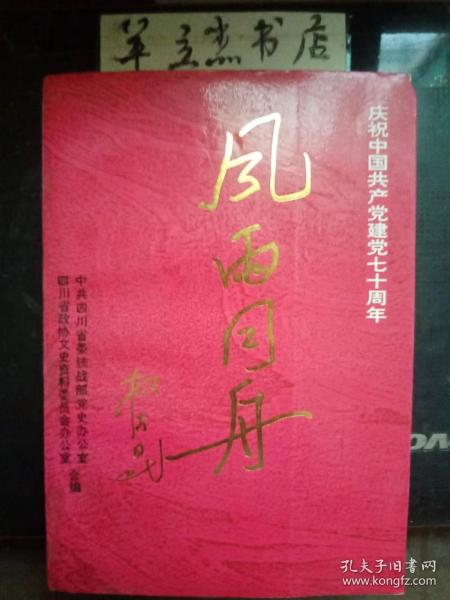 草立杰书店
庆祝中国共产党建党七十周年
風雨同舟
中共四川省委统战部党史办公室
四川省政协文史资料委员会办公室
合编
孔夫子旧书网
www.kongfz.com